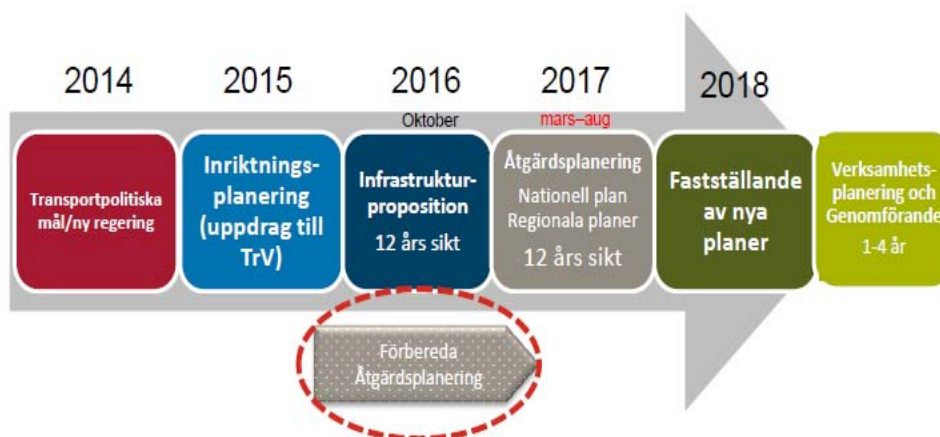 2014
2015
2016
2017
2018
Oktober
mars–aug
Transportpolitiska
mål/ny regering
Inriktnings-
planering
(uppdrag till
TrV)
Infrastruktur-
proposition
12 års sikt
Åtgärdsplanering
Nationell plan
Regionala planer
12 års sikt
Fastställande
av nya
planer
Verksamhets-
planering och
Genomförande
1-4 år
Förbereda
Åtgärdsplanering